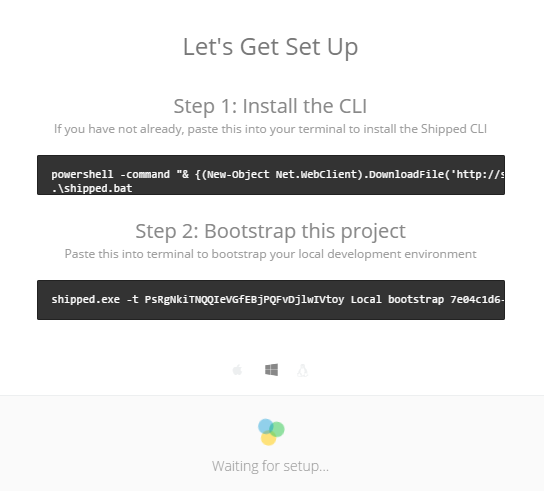 Let's Get Set Up
Step 1: Install the CLI
If you have not already, paste this into your terminal to install the Shipped CLI
powershell -command "& {(New-Object Net.WebClient).DownloadFile('http://s
.\shipped.bat
Step 2: Bootstrap this project
Paste this into terminal to bootstrap your local development environment
shipped.exe -t PsRgNkiTNQQIeVGfEBjPQFvDjlwIVtoy Local bootstrap 7e04c1d6-
Waiting for setup...